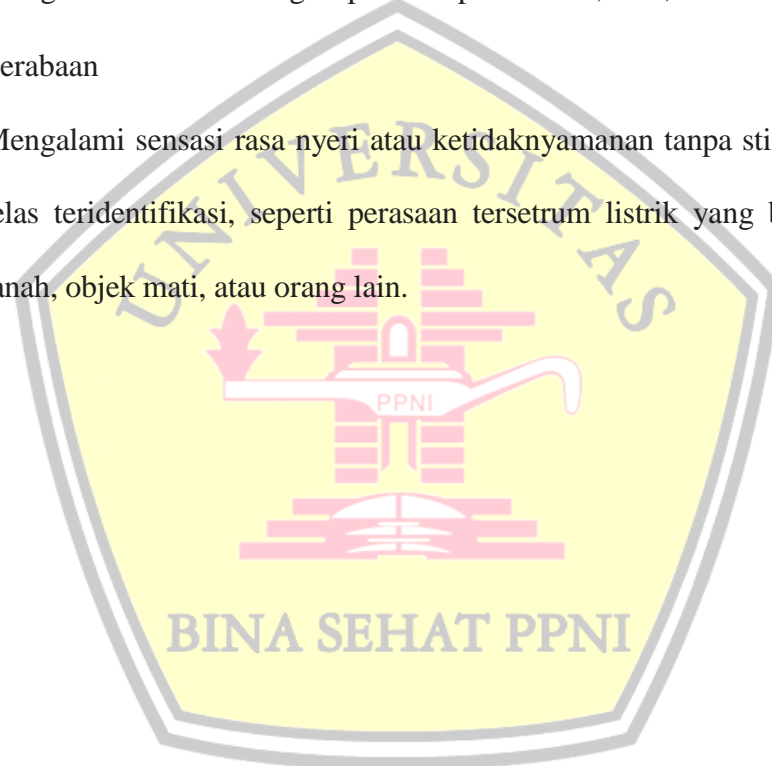 erabaan
Mengalami sensasi rasa nyeri atau ketidaknyamanan tanpa sti
elas teridentifikasi, seperti perasaan tersetrum listrik yang b
anah, objek mati, atau orang lain.
UNIVERSITAS
PPNI
BINA SEHAT PPNI